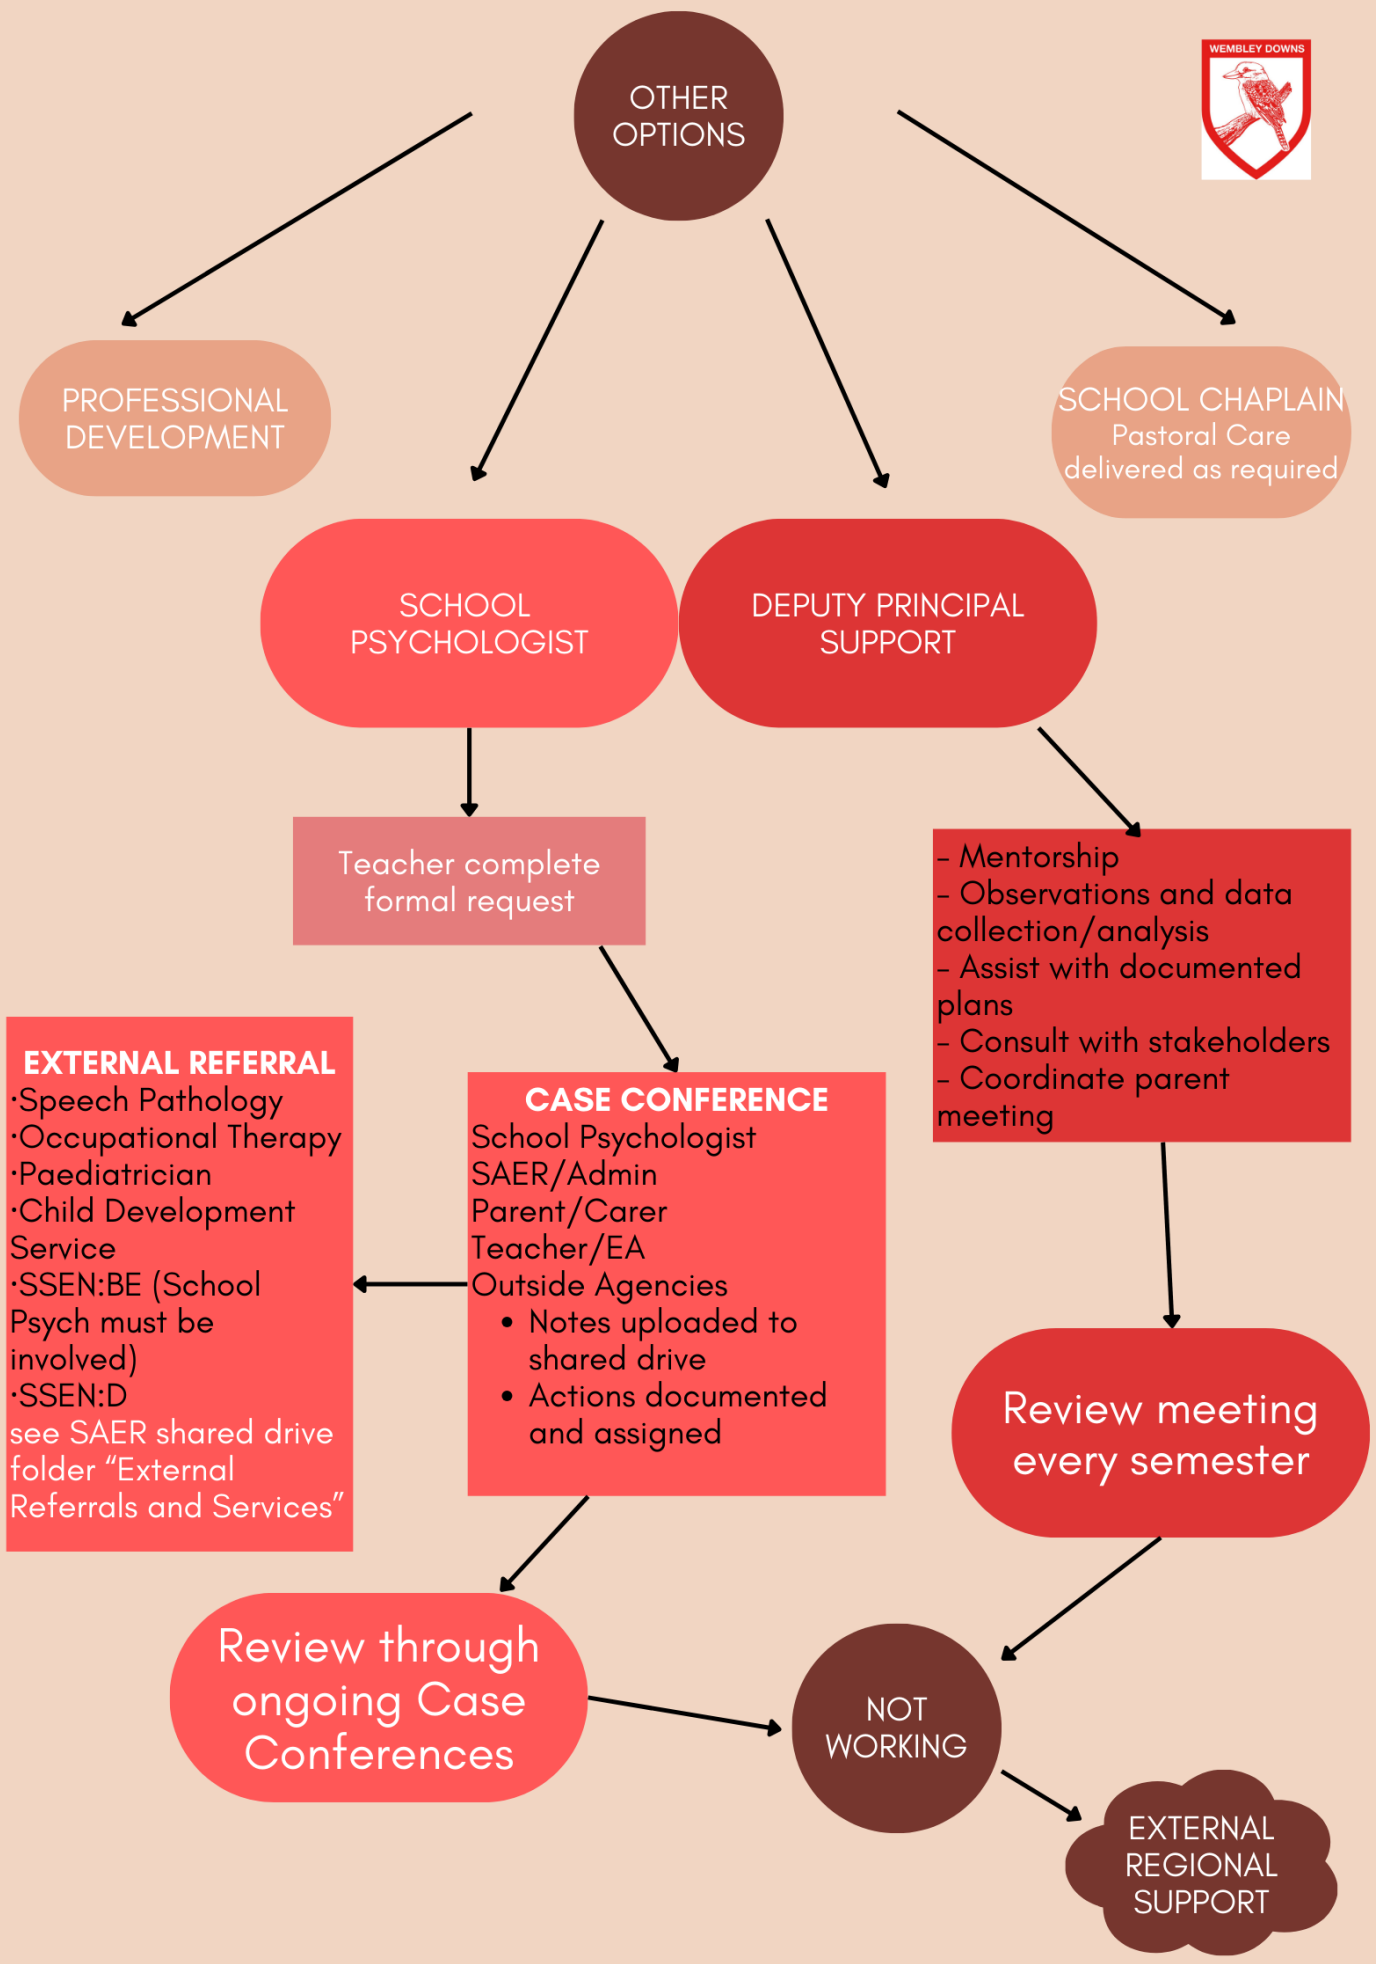 OTHER
OPTIONS
WEMBLEY DOWNS
PROFESSIONAL
DEVELOPMENT
SCHOOL CHAPLAIN
Pastoral Care
delivered as required
SCHOOL
PSYCHOLOGIST
DEPUTY PRINCIPAL
SUPPORT
Teacher complete
formal request
- Mentorship
- Observations and data
collection/analysis
- Assist with documented
plans
- Consult with stakeholders
- Coordinate parent
meeting
EXTERNAL REFERRAL
·Speech Pathology
·Occupational Therapy
·Paediatrician
·Child Development
Service
·SSEN:BE (School
Psych must be
involved)
·SSEN:D
see SAER shared drive
folder “External
Referrals and Services”
CASE CONFERENCE
School Psychologist
SAER/Admin
Parent/Carer
Teacher/EA
Outside Agencies
• Notes uploaded to
shared drive
• Actions documented
and assigned
Review meeting
every semester
Review through
ongoing Case
Conferences
NOT
WORKING
EXTERNAL
REGIONAL
SUPPORT